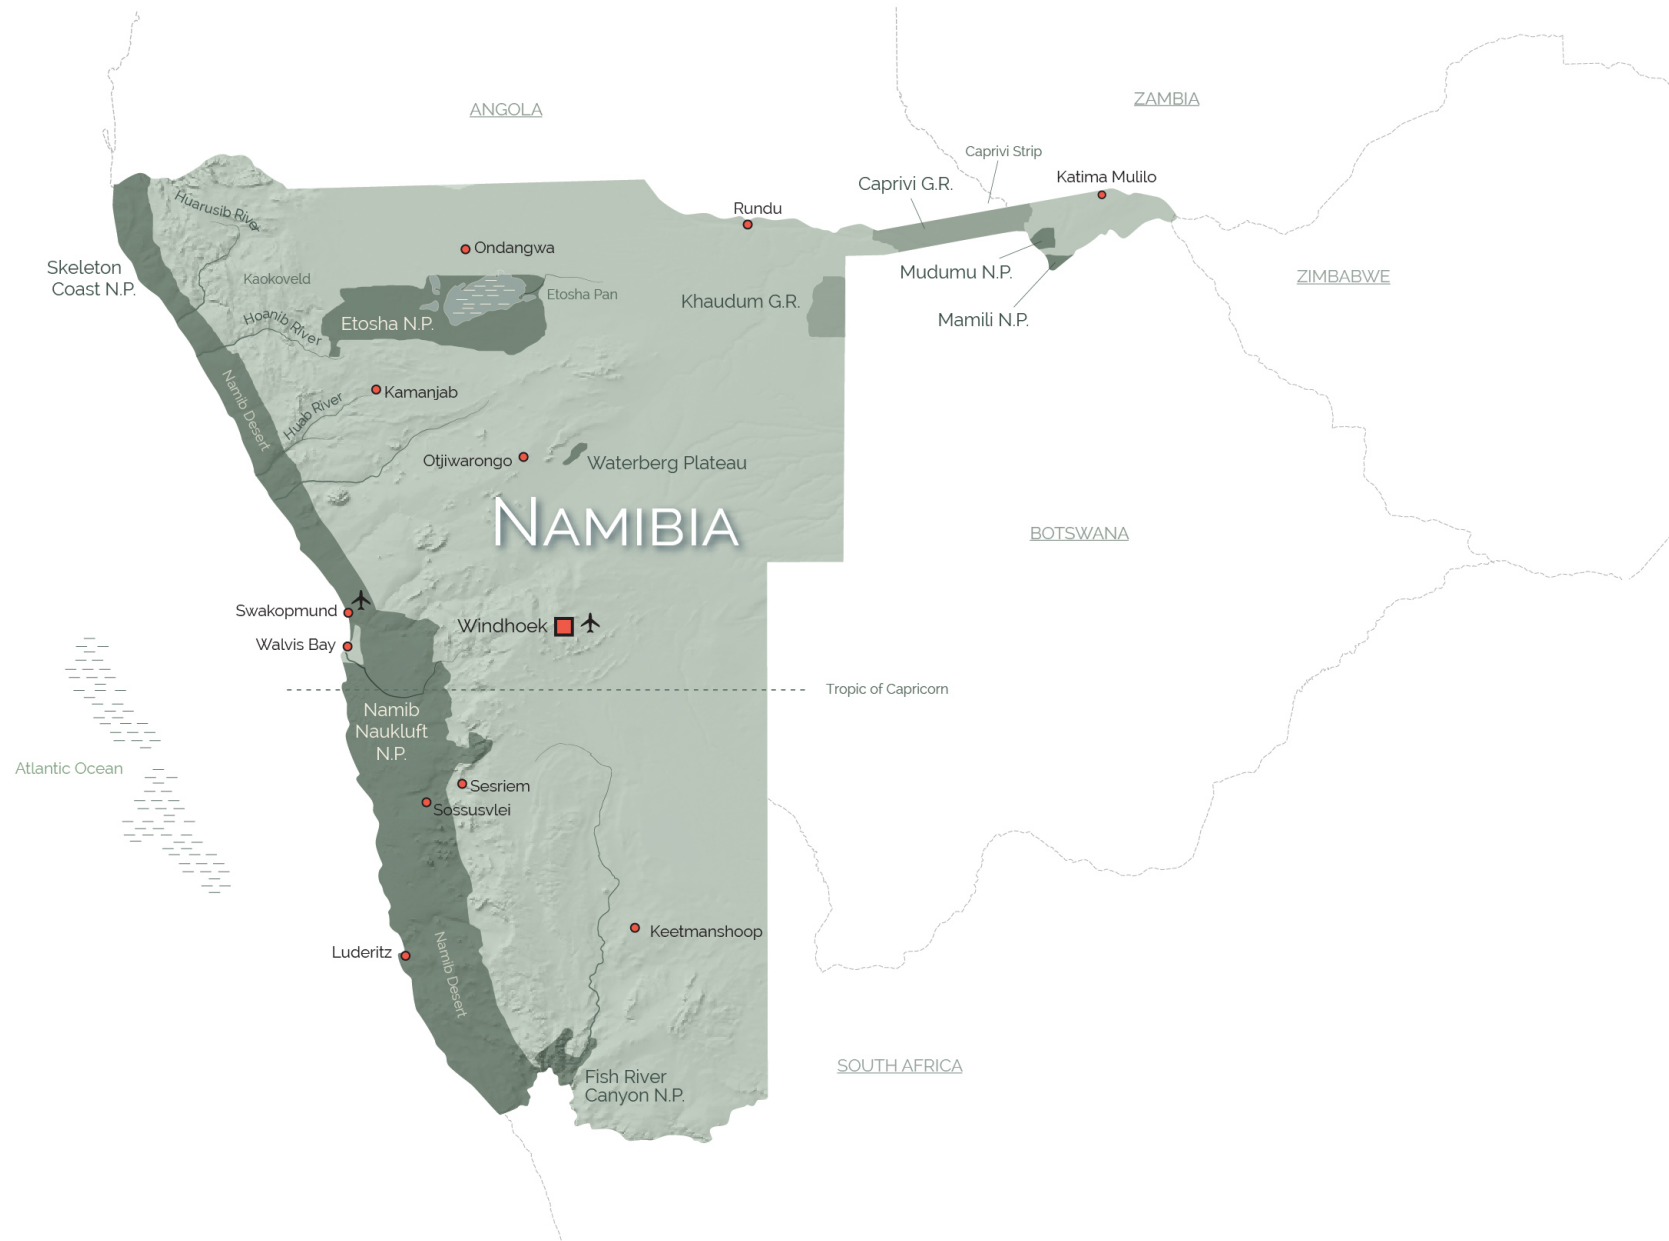 ANGOLA
ZAMBIA
Caprivi Strip
Caprivi G.R.
Katima Mulilo
Huarusib River
Rundu
Ondangwa
Skeleton
Coast N.P.
Kaokoveld
Etosha Pan
Mudumu N.P.
ZIMBABWE
Khaudum G.R.
Hoanib River
Etosha N.P.
Mamili N.P.
Namib Desert
Huab River
Kamanjab
Otjiwarongo
Waterberg Plateau
NAMIBIA
BOTSWANA
Swakopmund
Windhoek
Walvis Bay
Tropic of Capricorn
Namib
Naukluft
N.P.
Atlantic Ocean
Sesriem
Sossusvlei
Keetmanshoop
Luderitz
Namib Desert
SOUTH AFRICA
Fish River
Canyon N.P.